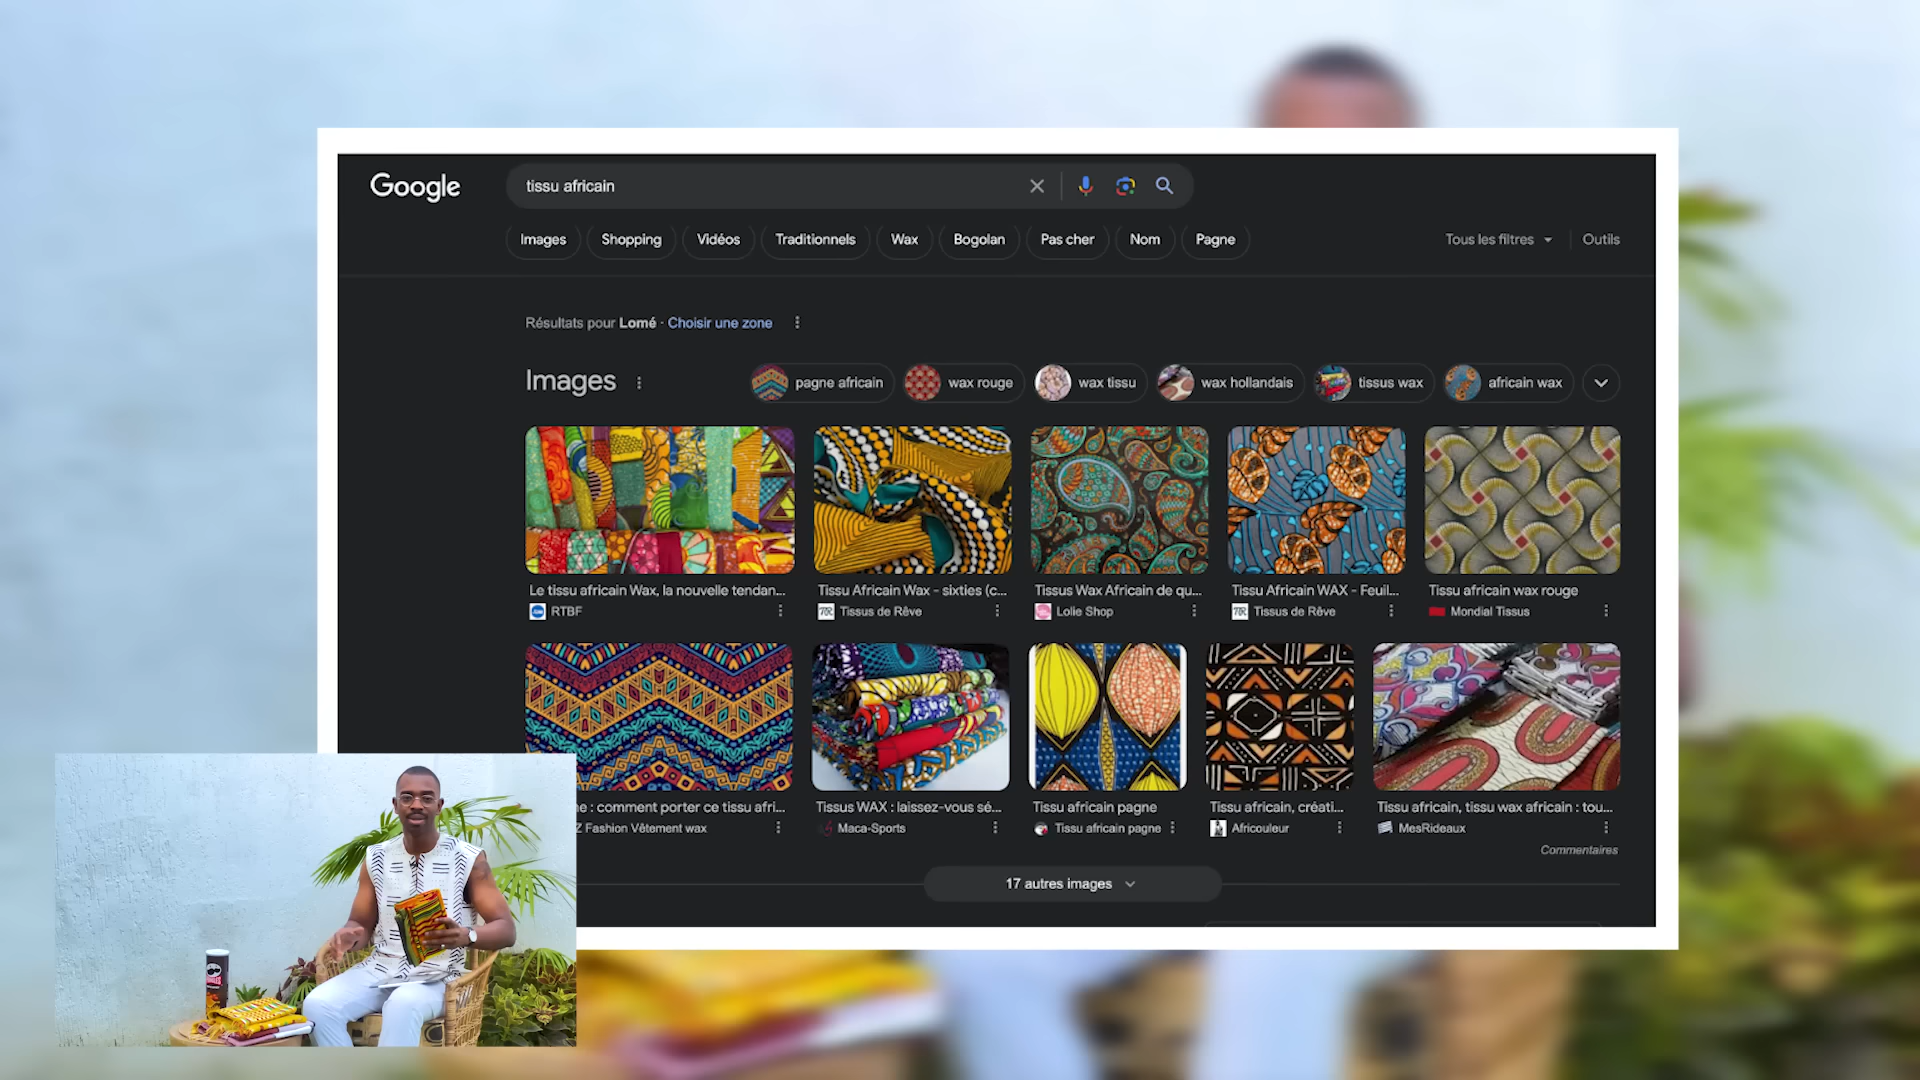 Google
tissu africain
Images Shopping Vidéos Traditionnels Wax Bogolan Pas cher Nom Pagne Tous les filtres Outils
Résultats pour Lomé · Choisir une zone
Images pagne africain wax rouge wax tissu wax hollandais tissus wax africain wax
Le tissu africain Wax, la nouvelle tendan... Tissu Africain Wax - sixties (c... Tissus Wax Africain de qu... Tissu Africain WAX - Feuil... Tissu africain wax rouge
RTBF Tissus de Rêve Lolie Shop Tissus de Rêve Mondial Tissus
: comment porter ce tissu afri... Tissus WAX : laissez-vous sé... Tissu africain pagne Tissu africain, créati... Tissu africain, tissu wax africain : tou...
Z Fashion Vêtement wax Maca-Sports Tissu africain pagne Africouleur MesRideaux
Commentaires
17 autres images